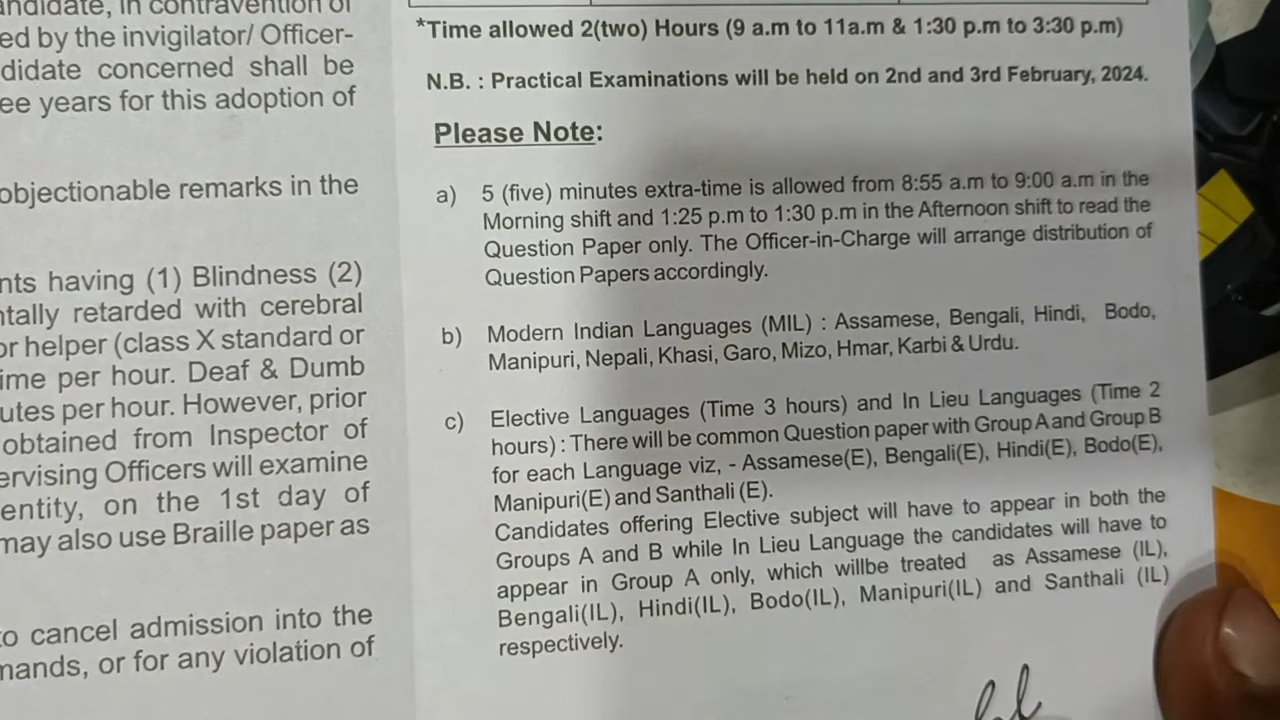 andidate, in contravention of
ed by the invigilator/ Officer-
didate concerned shall be
ee years for this adoption of
objectionable remarks in the
nts having (1) Blindness (2)
ntally retarded with cerebral
or helper (class X standard or
ime per hour. Deaf & Dumb
utes per hour. However, prior
obtained from Inspector of
ervising Officers will examine
entity, on the 1st day of
may also use Braille paper as
to cancel admission into the
mands, or for any violation of
*Time allowed 2(two) Hours (9 a.m to 11a.m & 1:30 p.m to 3:30 p.m)
N.B. : Practical Examinations will be held on 2nd and 3rd February, 2024.
Please Note:
a) 5 (five) minutes extra-time is allowed from 8:55 a.m to 9:00 a.m in the
Morning shift and 1:25 p.m to 1:30 p.m in the Afternoon shift to read the
Question Paper only. The Officer-in-Charge will arrange distribution of
Question Papers accordingly.
b) Modern Indian Languages (MIL) : Assamese, Bengali, Hindi, Bodo,
Manipuri, Nepali, Khasi, Garo, Mizo, Hmar, Karbi & Urdu.
c) Elective Languages (Time 3 hours) and In Lieu Languages (Time 2
hours) : There will be common Question paper with Group A and Group B
for each Language viz, - Assamese(E), Bengali(E), Hindi(E), Bodo(E),
Manipuri(E) and Santhali (E).
Candidates offering Elective subject will have to appear in both the
Groups A and B while In Lieu Language the candidates will have to
appear in Group A only, which willbe treated as Assamese (IL),
Bengali(IL), Hindi(IL), Bodo(IL), Manipuri(IL) and Santhali (IL)
respectively.